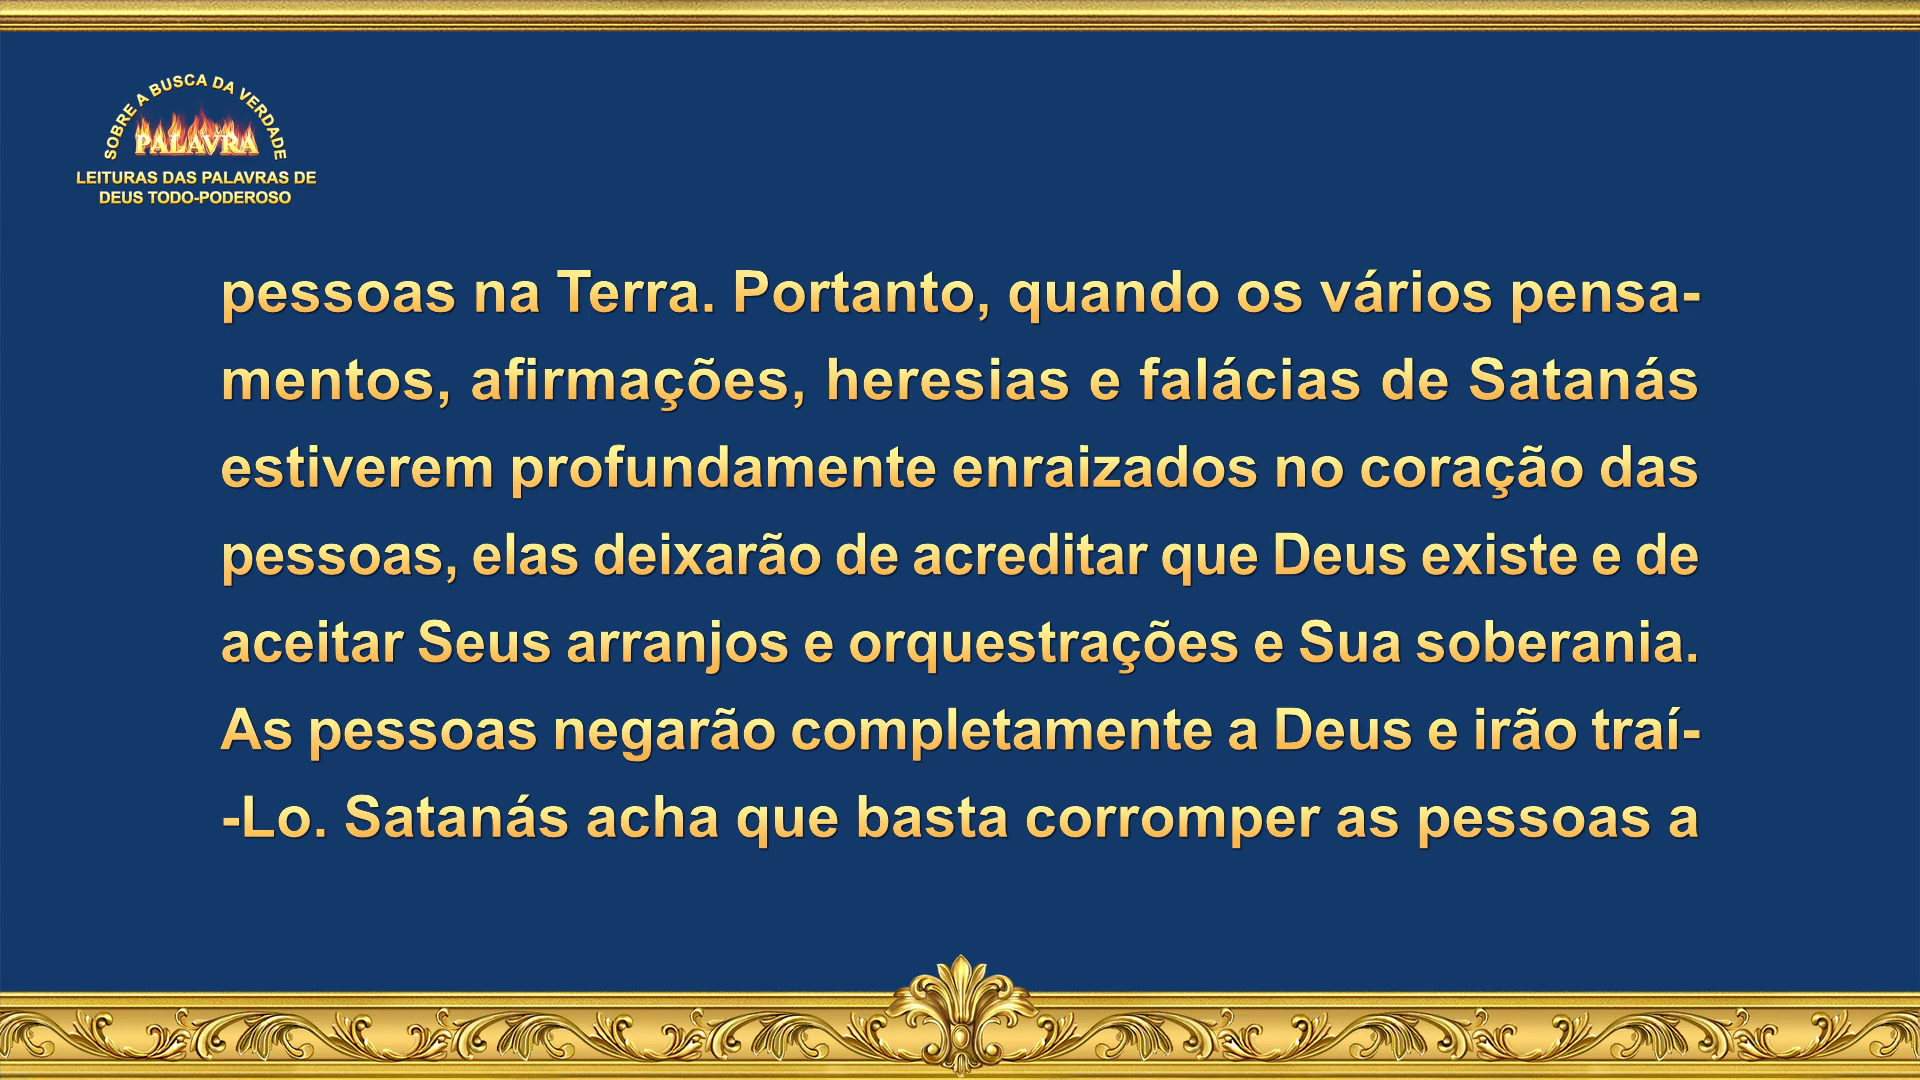 SOBRE A BUSCA DA VERDADE
PALAVRA
LEITURAS DAS PALAVRAS DE
DEUS TODO-PODEROSO
pessoas na Terra. Portanto, quando os vários pensa-
mentos, afirmações, heresias e falácias de Satanás
estiverem profundamente enraizados no coração das
pessoas, elas deixarão de acreditar que Deus existe e de
aceitar Seus arranjos e orquestrações e Sua soberania.
As pessoas negarão completamente a Deus e irão traí-
-Lo. Satanás acha que basta corromper as pessoas a